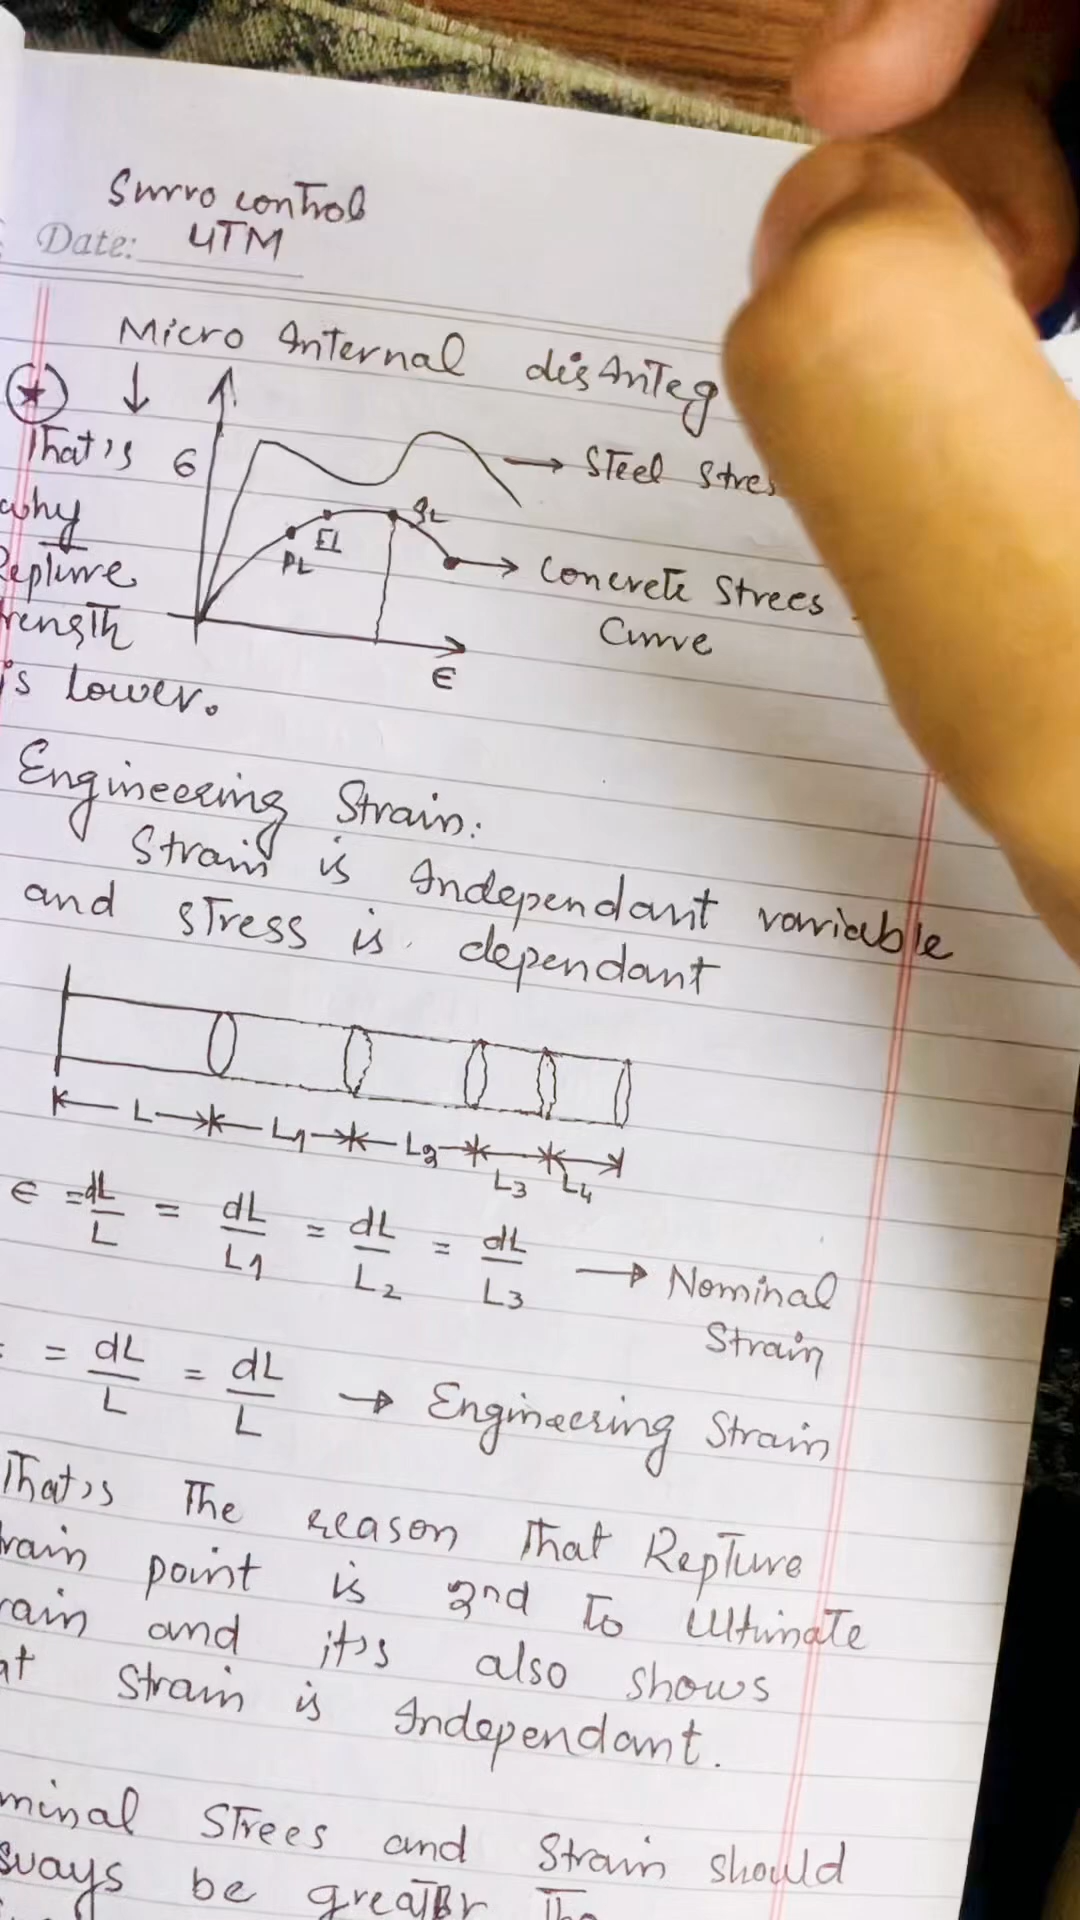 Survo control
Date: UTM
Micro Internal disInteg
That's
why
Repture
rength
is lower.
6
PL
EL
→ Steel Stres
→ Concrete Strees
Curve
ϵ
Engineering Strain:
Strain is Independant variable
and stress is dependant
L L1 L2 L3 L4
ϵ = dL/L = dL/L1 = dL/L2 = dL/L3 → Nominal
Strain
= dL/L = dL/L → Engineering Strain
That's The reason That Repture
rain point is 2nd To Ultimate
rain and it's also shows
at Strain is Independant.
minal Strees and Strain should
ways be greater The